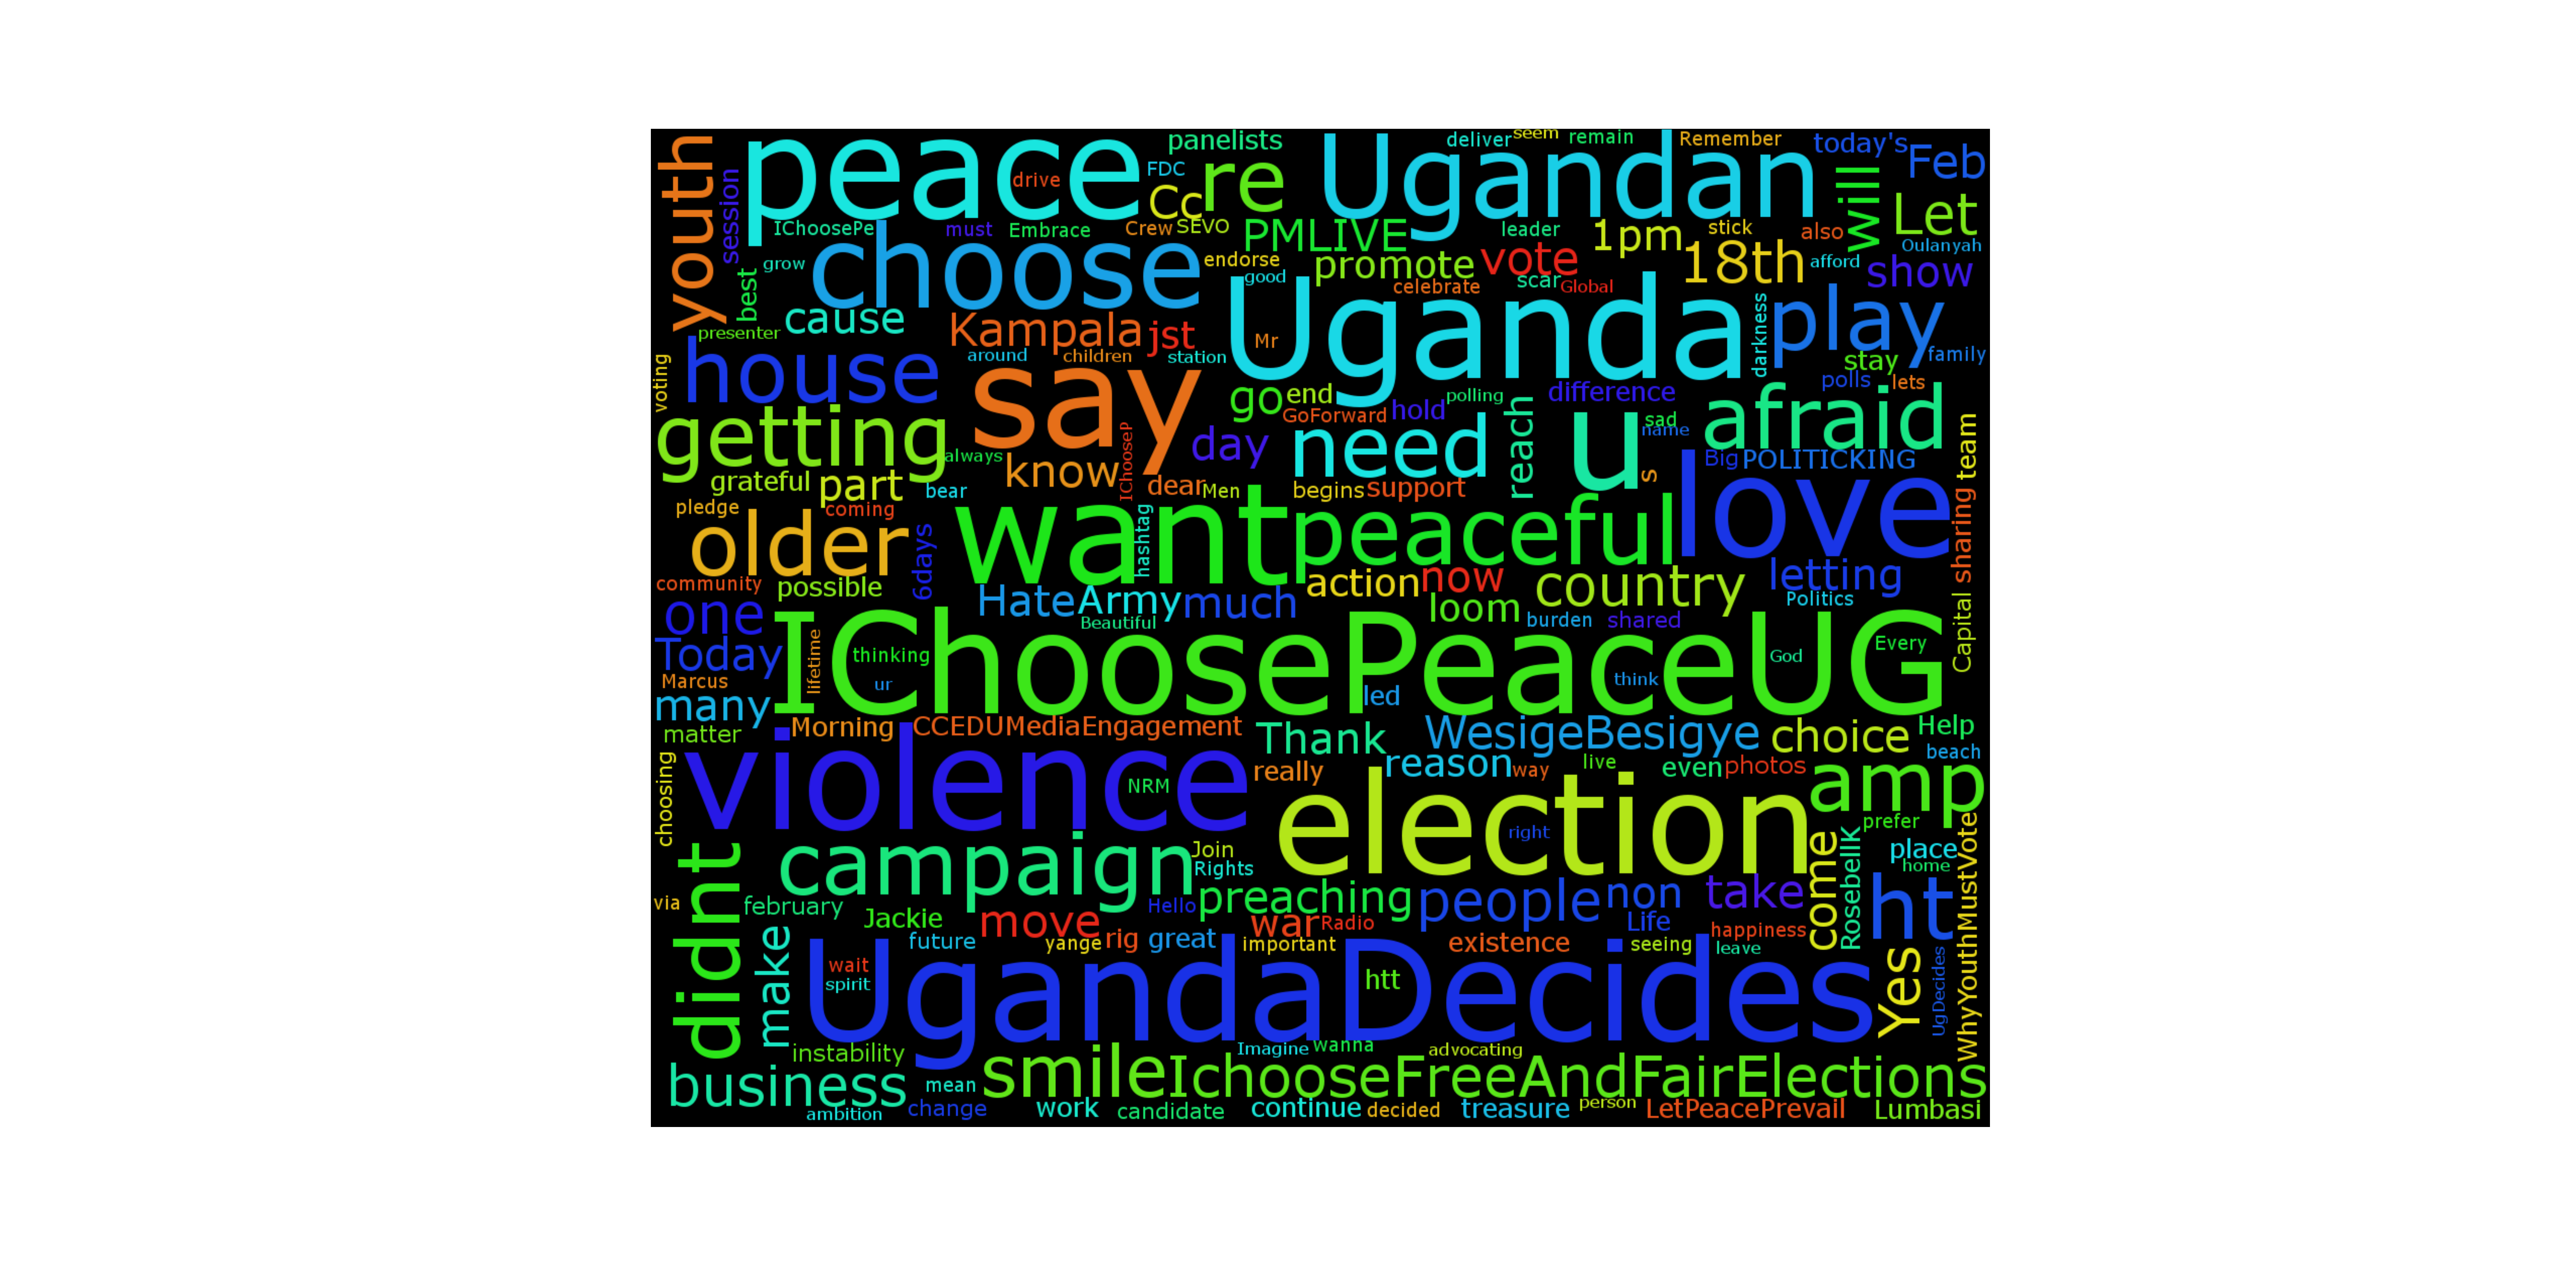 youth
session
peace
panelists
FDC
drive
Cc
re
Ugandan
deliver
seem
remain
Remember
today's
Feb
will
Let
IChoosePe
must
Embrace
Crew
SEVO
PMLIVE
leader
1pm
stick
also
Oulanyah
best
grow
choose
endorse
good
promote
vote
18th
afford
show
celebrate
scar
Global
presenter
cause
Kampala
jst
Uganda
Mr
darkness
play
voting
house
around
children
station
stay
family
say
go
end
polling
difference
polls
lets
GoForward
hold
getting
always
day
need
reach
u
sad
name
afraid
team
grateful
part
bear
know
IChooseP
dear
Men
begins
support
s
Big
POLITICKING
love
pledge
coming
older
6days
want
hashtag
peaceful
sharing
community
possible
action
now
country
letting
one
Hate
Army
much
loom
burden
shared
Politics
Beautiful
Capital
Today
lifetime
thinking
IChoosePeaceUG
God
Every
Marcus
ur
think
many
led
matter
Morning
CCEDUMediaEngagement
Thank
WesigeBesigye
choice
Help
choosing
violence
NRM
really
reason
way
live
even
photos
beach
amp
election
right
prefer
didnt
campaign
Join
Rights
come
RosebellK
place
home
WhyYouthMustVote
via
february
Jackie
Hello
preaching
people
non
take
ht
move
war
Radio
Life
happiness
make
future
yange
rig
great
important
existence
seeing
leave
wait
spirit
UgandaDecides
htt
Yes
UgDecides
instability
Imagine
wanna
advocating
business
mean
smile
IchooseFreeAndFairElections
ambition
change
work
candidate
continue
decided
treasure
person
LetPeacePrevail
Lumbasi